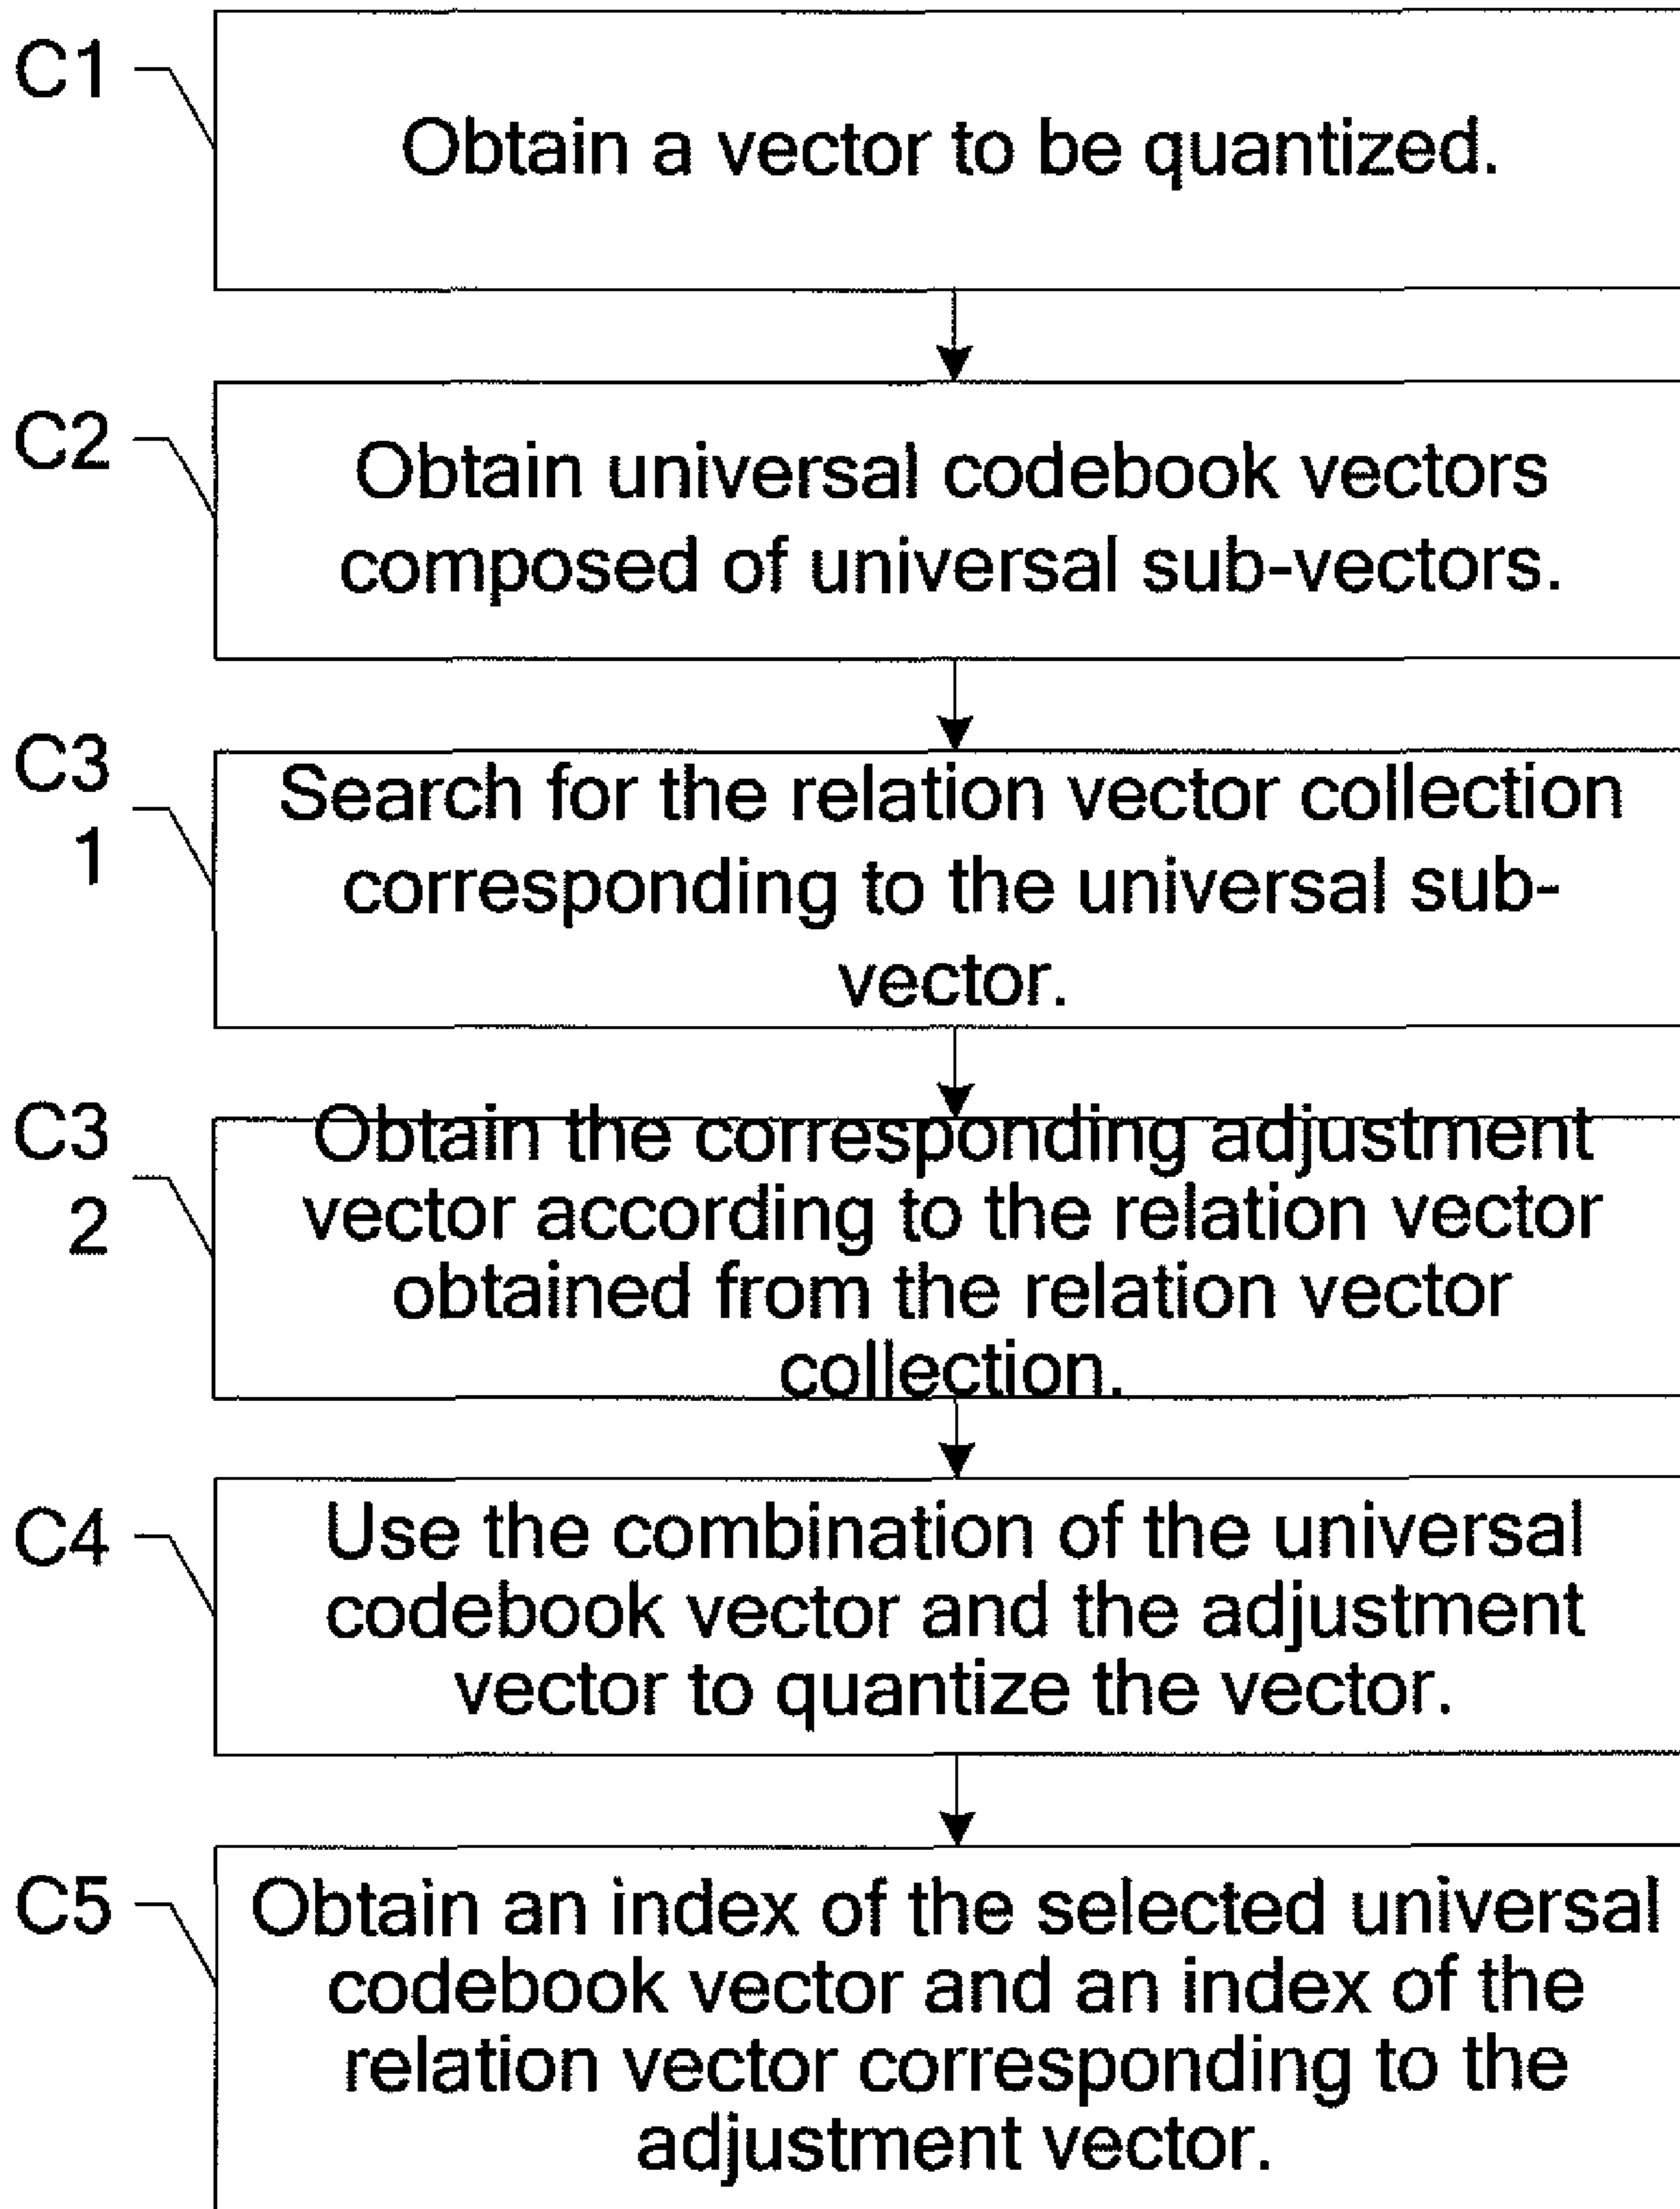 C1
Obtain a vector to be quantized.
C2
Obtain universal codebook vectors
composed of universal sub-vectors.
C3
1
Search for the relation vector collection
corresponding to the universal sub-
vector.
C3
2
Obtain the corresponding adjustment
vector according to the relation vector
obtained from the relation vector
collection.
C4
Use the combination of the universal
codebook vector and the adjustment
vector to quantize the vector.
C5
Obtain an index of the selected universal
codebook vector and an index of the
relation vector corresponding to the
adjustment vector.